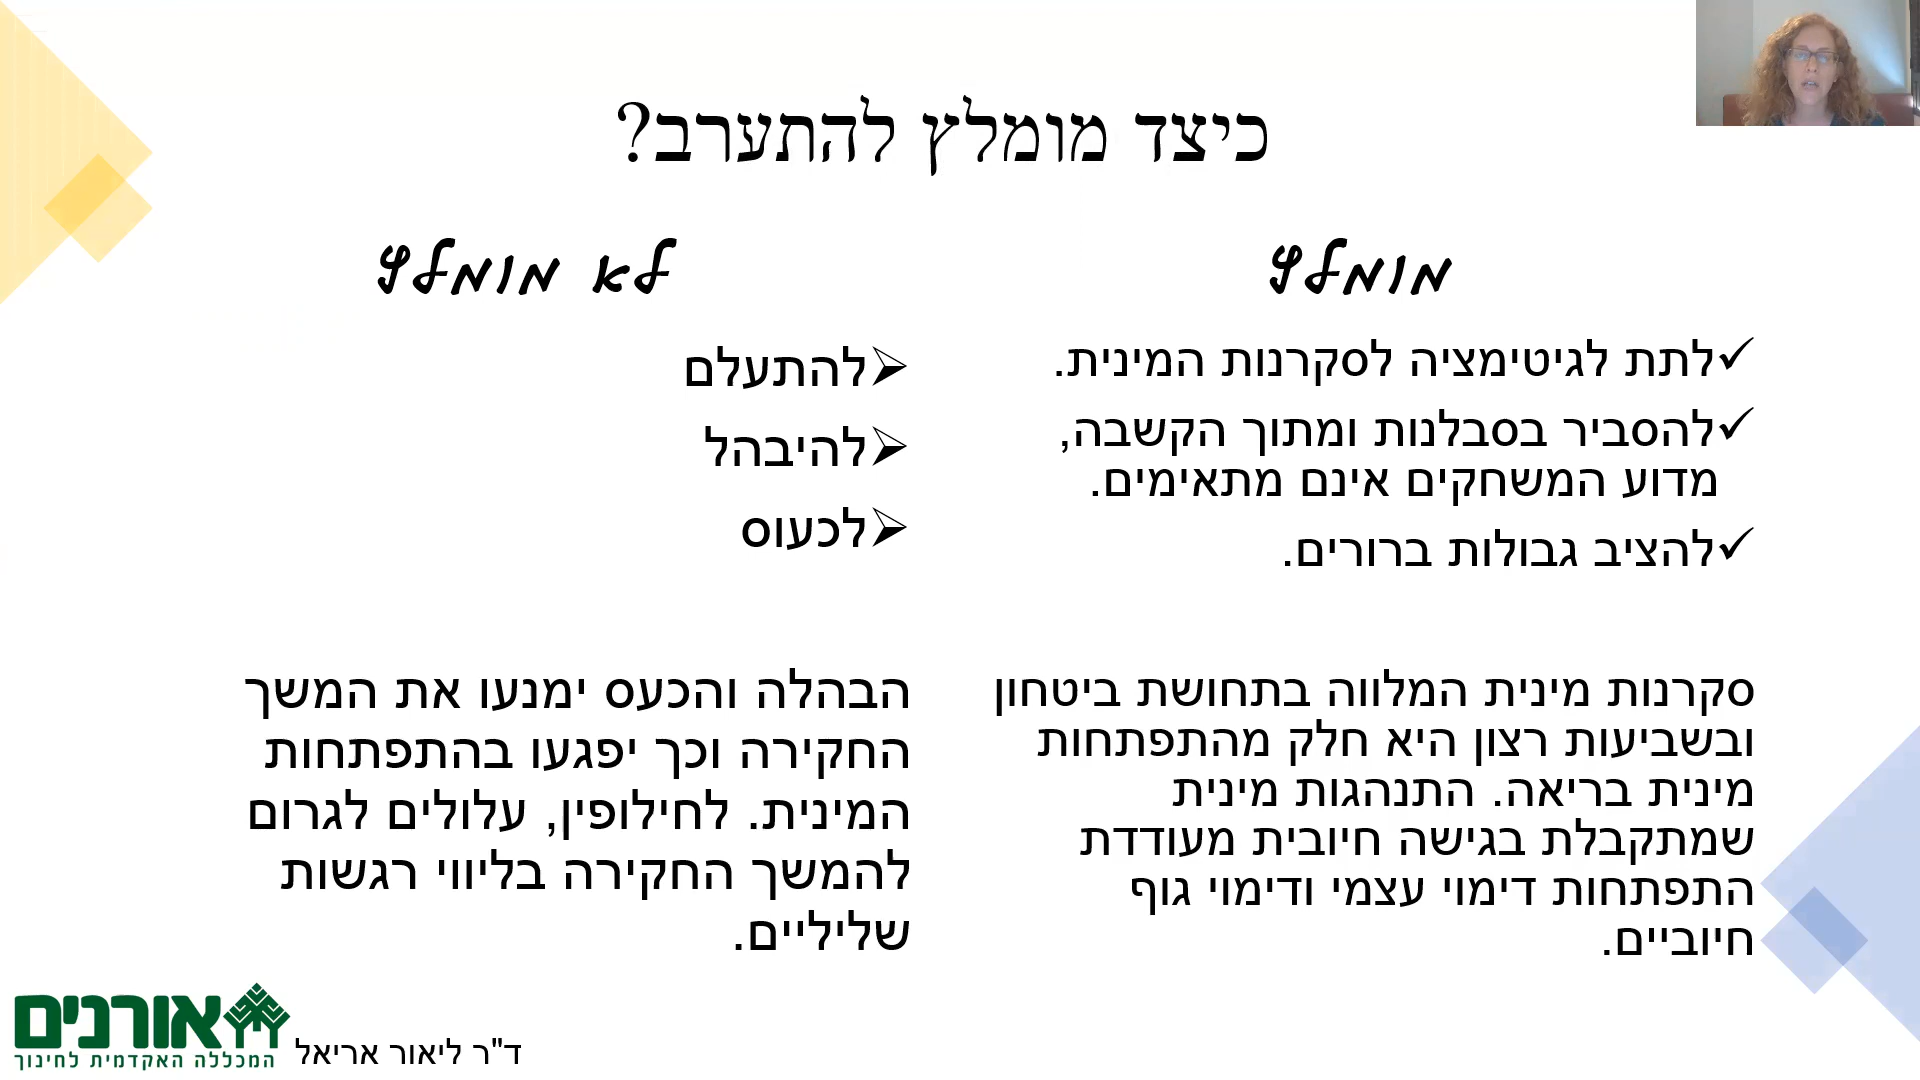 כיצד מומלץ להתערב?
מומלץ
לתת לגיטימציה לסקרנות המינית.
להסביר בסבלנות ומתוך הקשבה,
מדוע המשחקים אינם מתאימים.
להציב גבולות ברורים.
סקרנות מינית המלווה בתחושת ביטחון
ובשביעות רצון היא חלק מהתפתחות
מינית בריאה. התנהגות מינית
שמתקבלת בגישה חיובית מעודדת
התפתחות דימוי עצמי ודימוי גוף
חיוביים.
לא מומלץ
להתעלם
להיבהל
לכעוס
הבהלה והכעס ימנעו את המשך
החקירה וכך יפגעו בהתפתחות
המינית. לחילופין, עלולים לגרום
להמשך החקירה בליווי רגשות
שליליים.
אורנים
המכללה האקדמית לחינוך
ד"ר ליאור אריאל